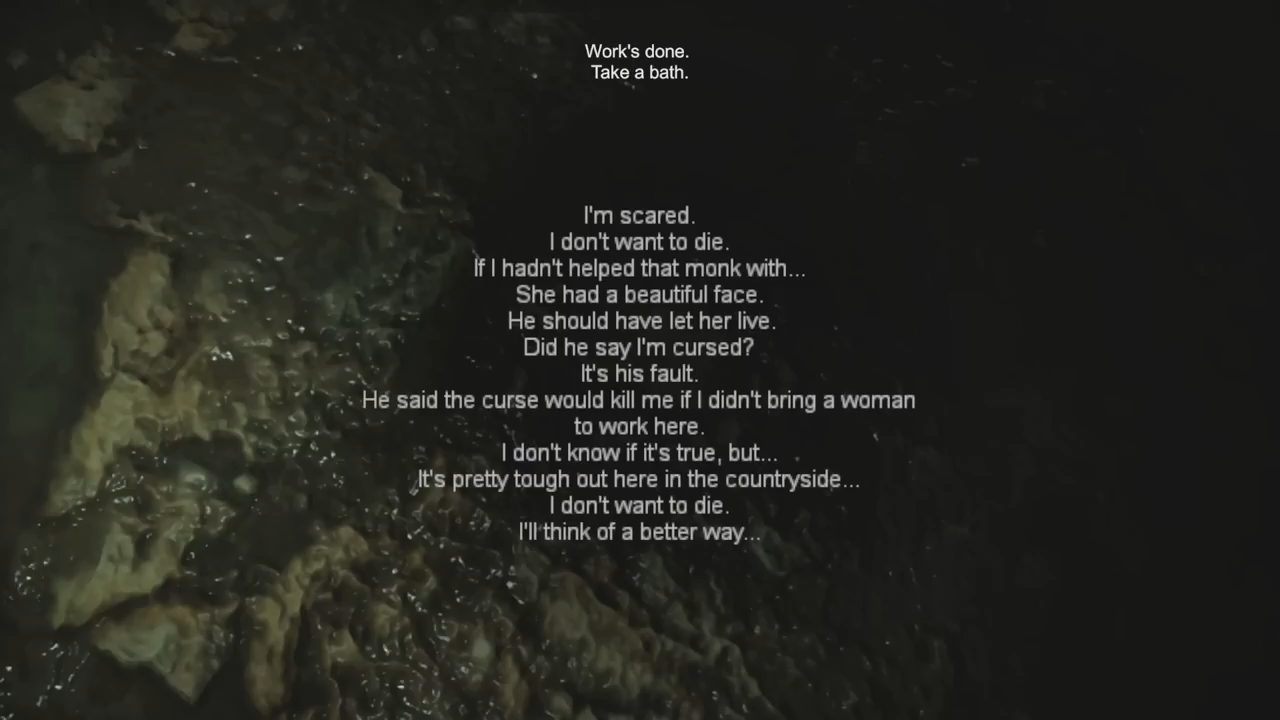 Work's done.
Take a bath.
I'm scared.
I don't want to die.
If I hadn't helped that monk with...
She had a beautiful face.
He should have let her live.
Did he say I'm cursed?
It's his fault.
He said the curse would kill me if I didn't bring a woman
to work here.
I don't know if it's true, but...
It's pretty tough out here in the countryside...
I don't want to die.
I'll think of a better way...